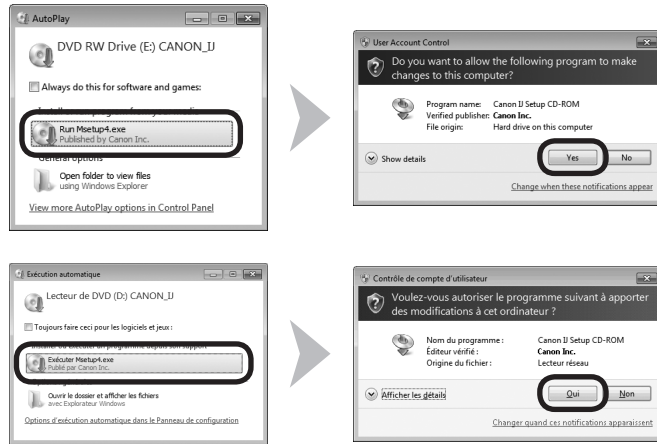 AutoPlay
DVD RW Drive (E:) CANON_IJ
Always do this for software and games:
Run Msetup4.exe
Published by Canon Inc.
General options
Open folder to view files
using Windows Explorer
View more AutoPlay options in Control Panel
User Account Control
Do you want to allow the following program to make
changes to this computer?
Program name: Canon IJ Setup CD-ROM
Verified publisher: Canon Inc.
File origin: Hard drive on this computer
Show details
Yes No
Change when these notifications appear
Exécution automatique
Lecteur de DVD (D:) CANON_IJ
Toujours faire ceci pour les logiciels et jeux :
Installer ou exécuter un programme depuis son support
Exécuter Msetup4.exe
Publié par Canon Inc.
Ouvrir le dossier et afficher les fichiers
avec Explorateur Windows
Options d'exécution automatique dans le Panneau de configuration
Contrôle de compte d'utilisateur
Voulez-vous autoriser le programme suivant à apporter
des modifications à cet ordinateur ?
Nom du programme : Canon IJ Setup CD-ROM
Éditeur vérifié : Canon Inc.
Origine du fichier : Lecteur réseau
Afficher les détails
Oui Non
Changer quand ces notifications apparaissent